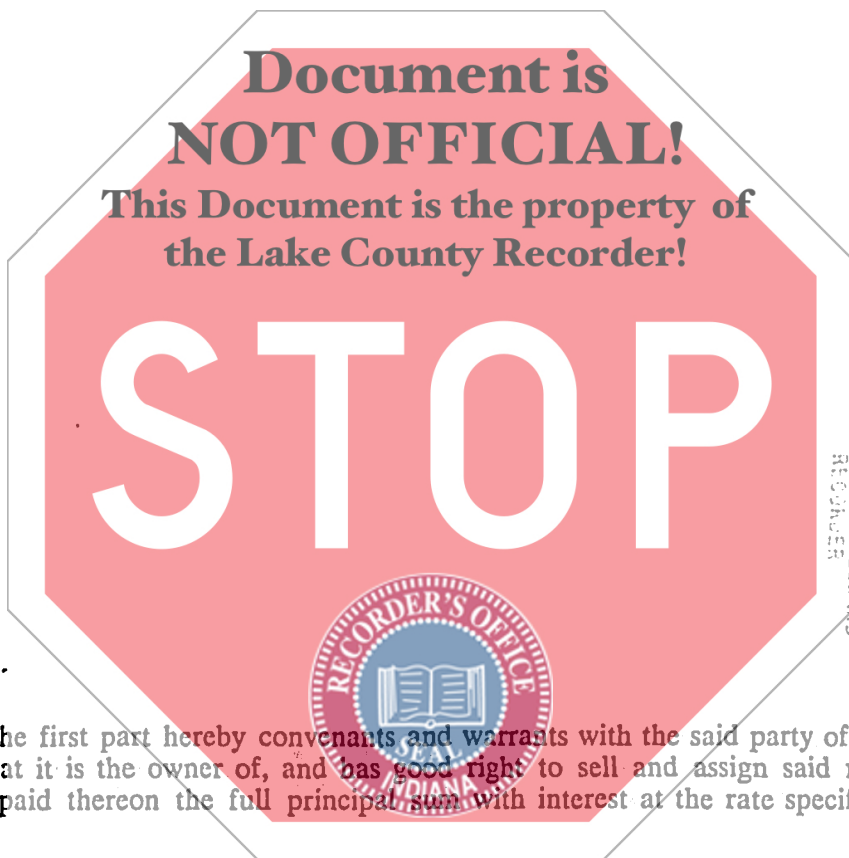 Document is
NOT OFFICIAL!
This Document is the property of
the Lake County Recorder!
STOP
RECORDER
RECORDER'S OFFICE
SEAL
INDIANA
he first part hereby convenants and warrants with the said party of
at it is the owner of, and has good right to sell and assign said
paid thereon the full principal sum with interest at the rate specif